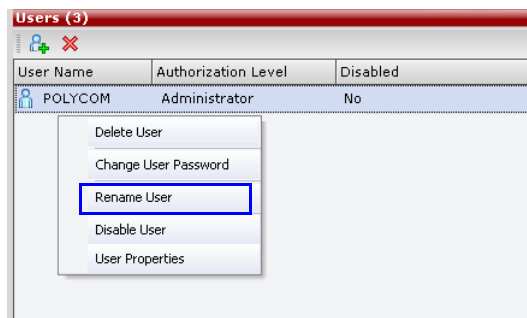 Users (3)
User Name Authorization Level Disabled
POLYCOM Administrator No
Delete User
Change User Password
Rename User
Disable User
User Properties